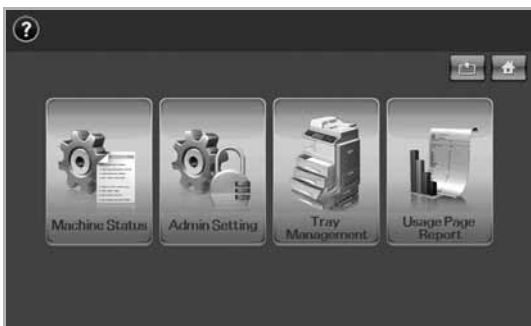 ?
Machine Status
Admin Setting
Tray
Management
Usage Page
Report